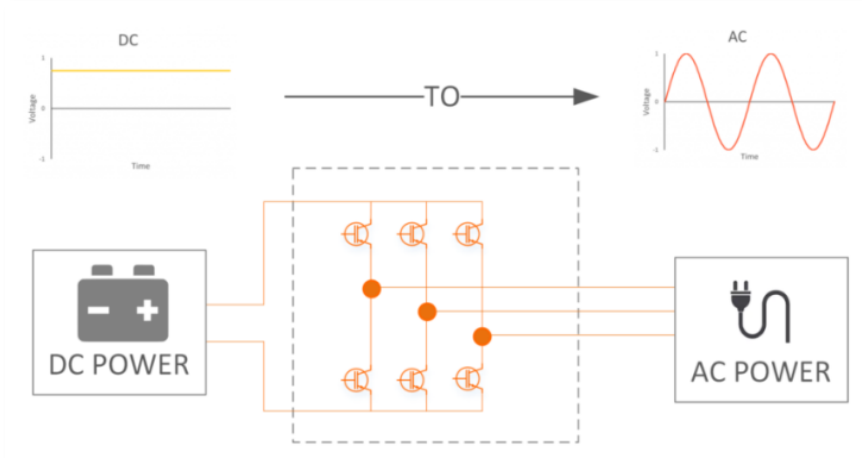 DC
1
Voltage
0
-1
Time
TO
AC
1
Voltage
0
-1
Time
DC POWER
AC POWER